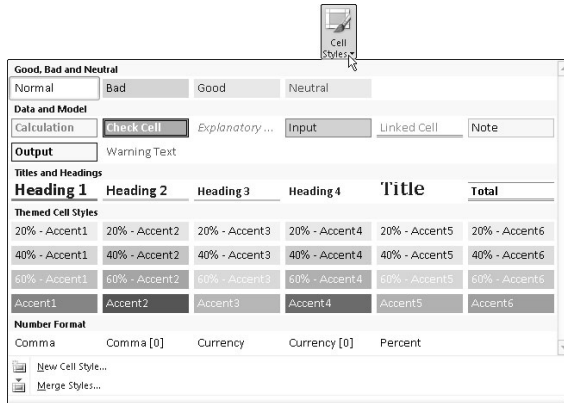 Cell
Styles
Good, Bad and Neutral
Normal Bad Good Neutral
Data and Model
Calculation Check Cell Explanatory ... Input Linked Cell Note
Output Warning Text
Titles and Headings
Heading 1 Heading 2 Heading 3 Heading 4 Title Total
Themed Cell Styles
20% - Accent1 20% - Accent2 20% - Accent3 20% - Accent4 20% - Accent5 20% - Accent6
40% - Accent1 40% - Accent2 40% - Accent3 40% - Accent4 40% - Accent5 40% - Accent6
60% - Accent1 60% - Accent2 60% - Accent3 60% - Accent4 60% - Accent5 60% - Accent6
Accent1 Accent2 Accent3 Accent4 Accent5 Accent6
Number Format
Comma Comma [0] Currency Currency [0] Percent
New Cell Style...
Merge Styles...